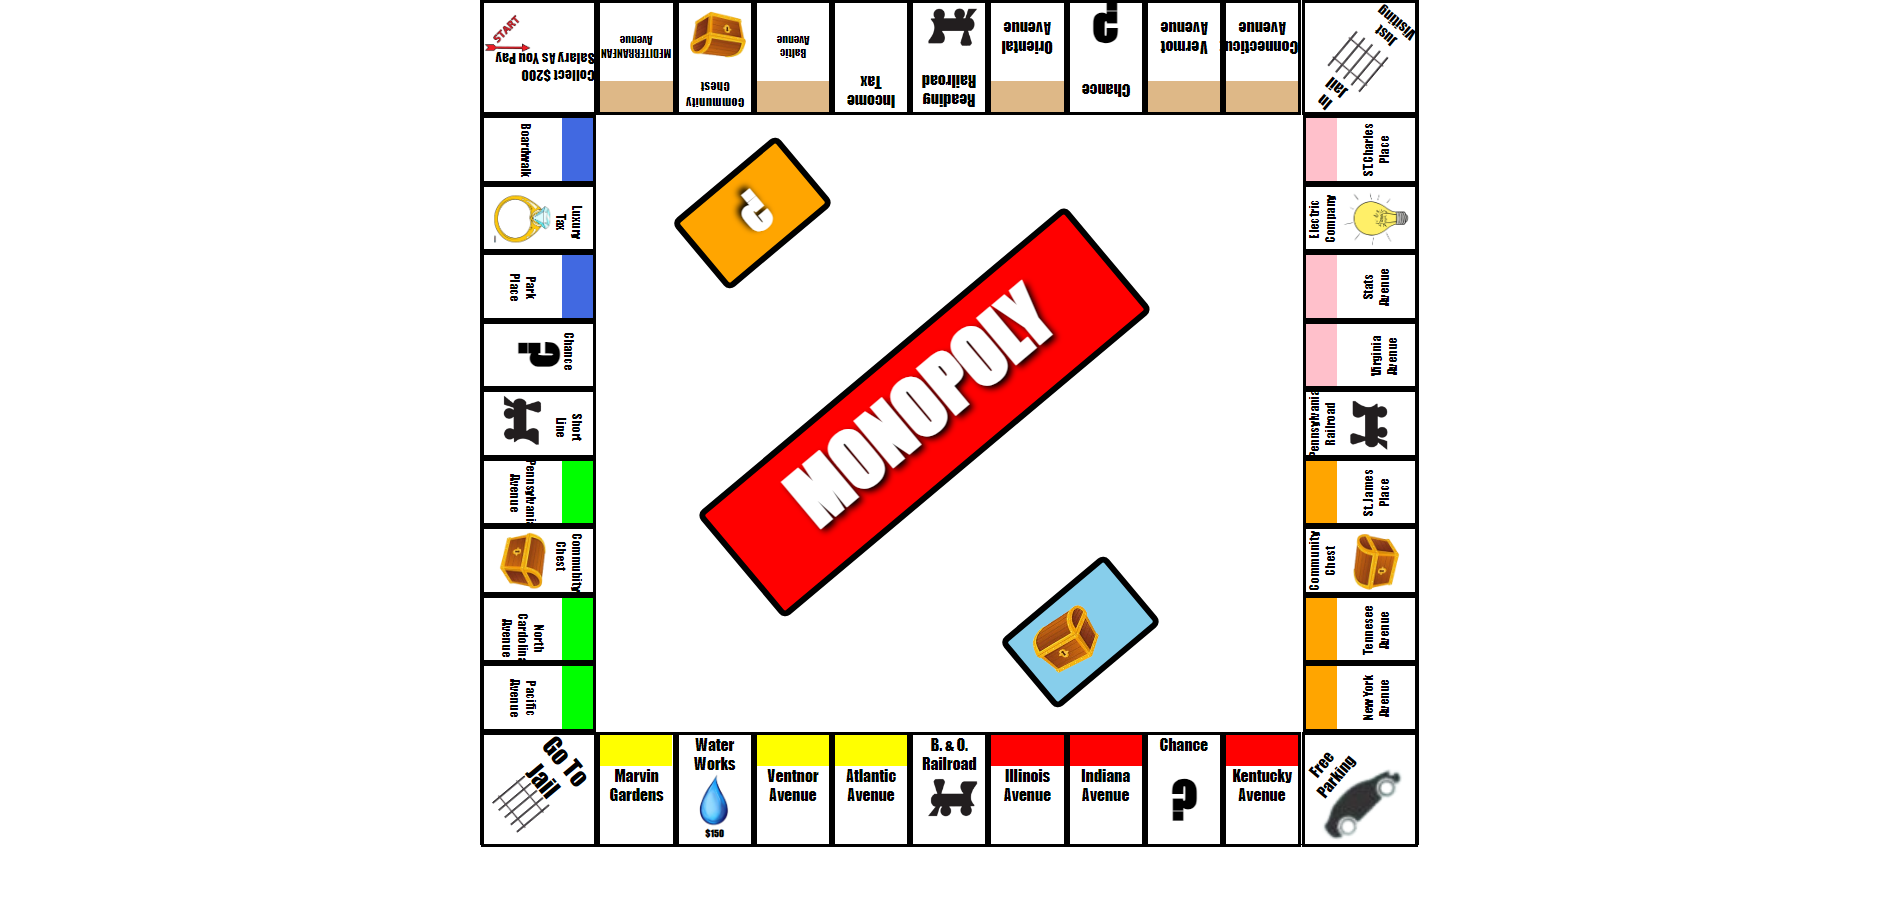 START
Collect $200
Salary As You Pay
MEDITERRANEAN
Avenue
Community
Chest
Baltic
Avenue
Income
Tax
Reading
Railroad
Oriental
Avenue
Chance
?
Vermot
Avenue
Connecticut
Avenue
In
Jail
Just
Visiting
Boardwalk
Luxury
Tax
Park
Place
Chance
?
Short
Line
Pennsylvania
Avenue
Community
Chest
North
Cardolina
Avenue
Pacific
Avenue
?
MONOPOLY
ST.Charles
Place
Electric
Company
Stats
Avenue
Virginia
Avenue
Pennsylvania
Railroad
St.James
Place
Community
Chest
Tennesee
Avenue
New York
Avenue
Go To
Jail
Marvin
Gardens
Water
Works
$150
Ventnor
Avenue
Atlantic
Avenue
B. & O.
Railroad
Illinois
Avenue
Indiana
Avenue
Chance
?
Kentucky
Avenue
Free
Parking